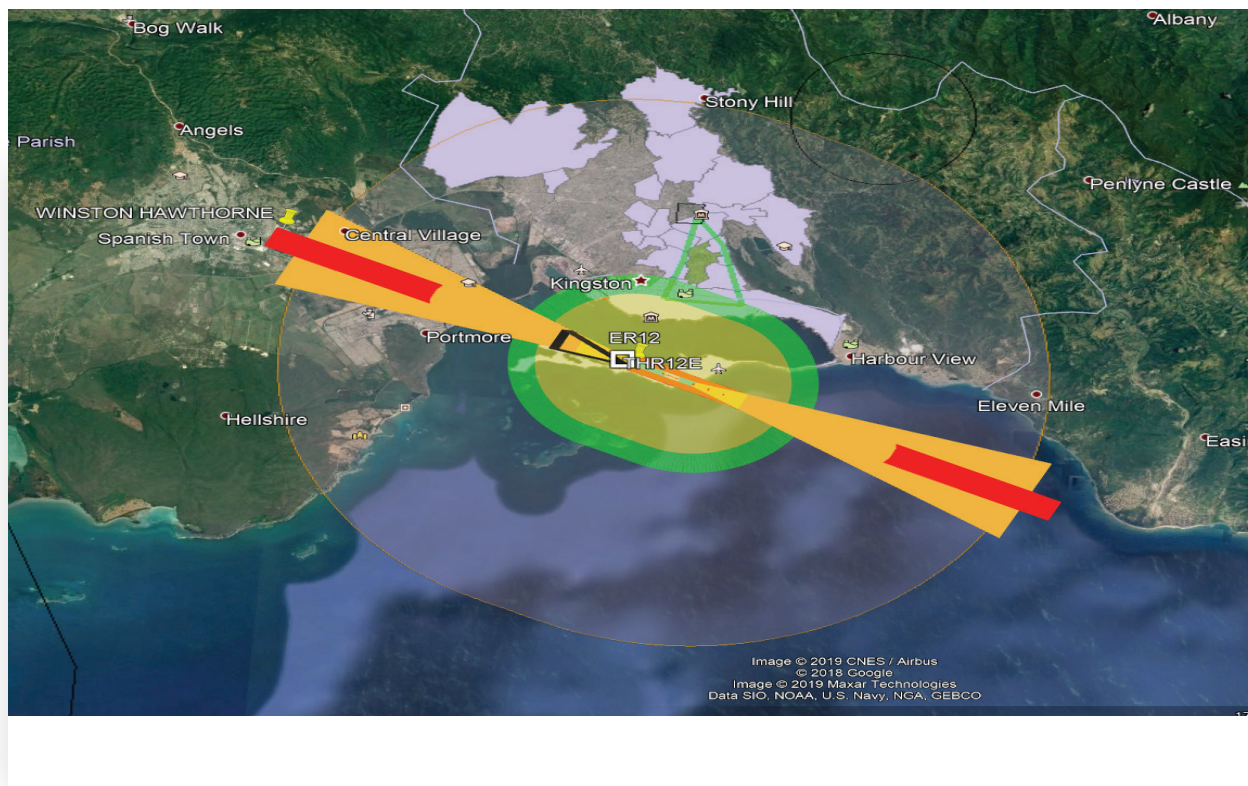 Bog Walk
Albany
Stony Hill
Angels
Parish
Penlyne Castle
WINSTON HAWTHORNE
Spanish Town
Central Village
Kingston
Portmore
ER12
THR12E
Harbour View
Hellshire
Eleven Mile
Easi
Image © 2019 CNES / Airbus
© 2018 Google
Image © 2019 Maxar Technologies
Data SIO, NOAA, U.S. Navy, NGA, GEBCO